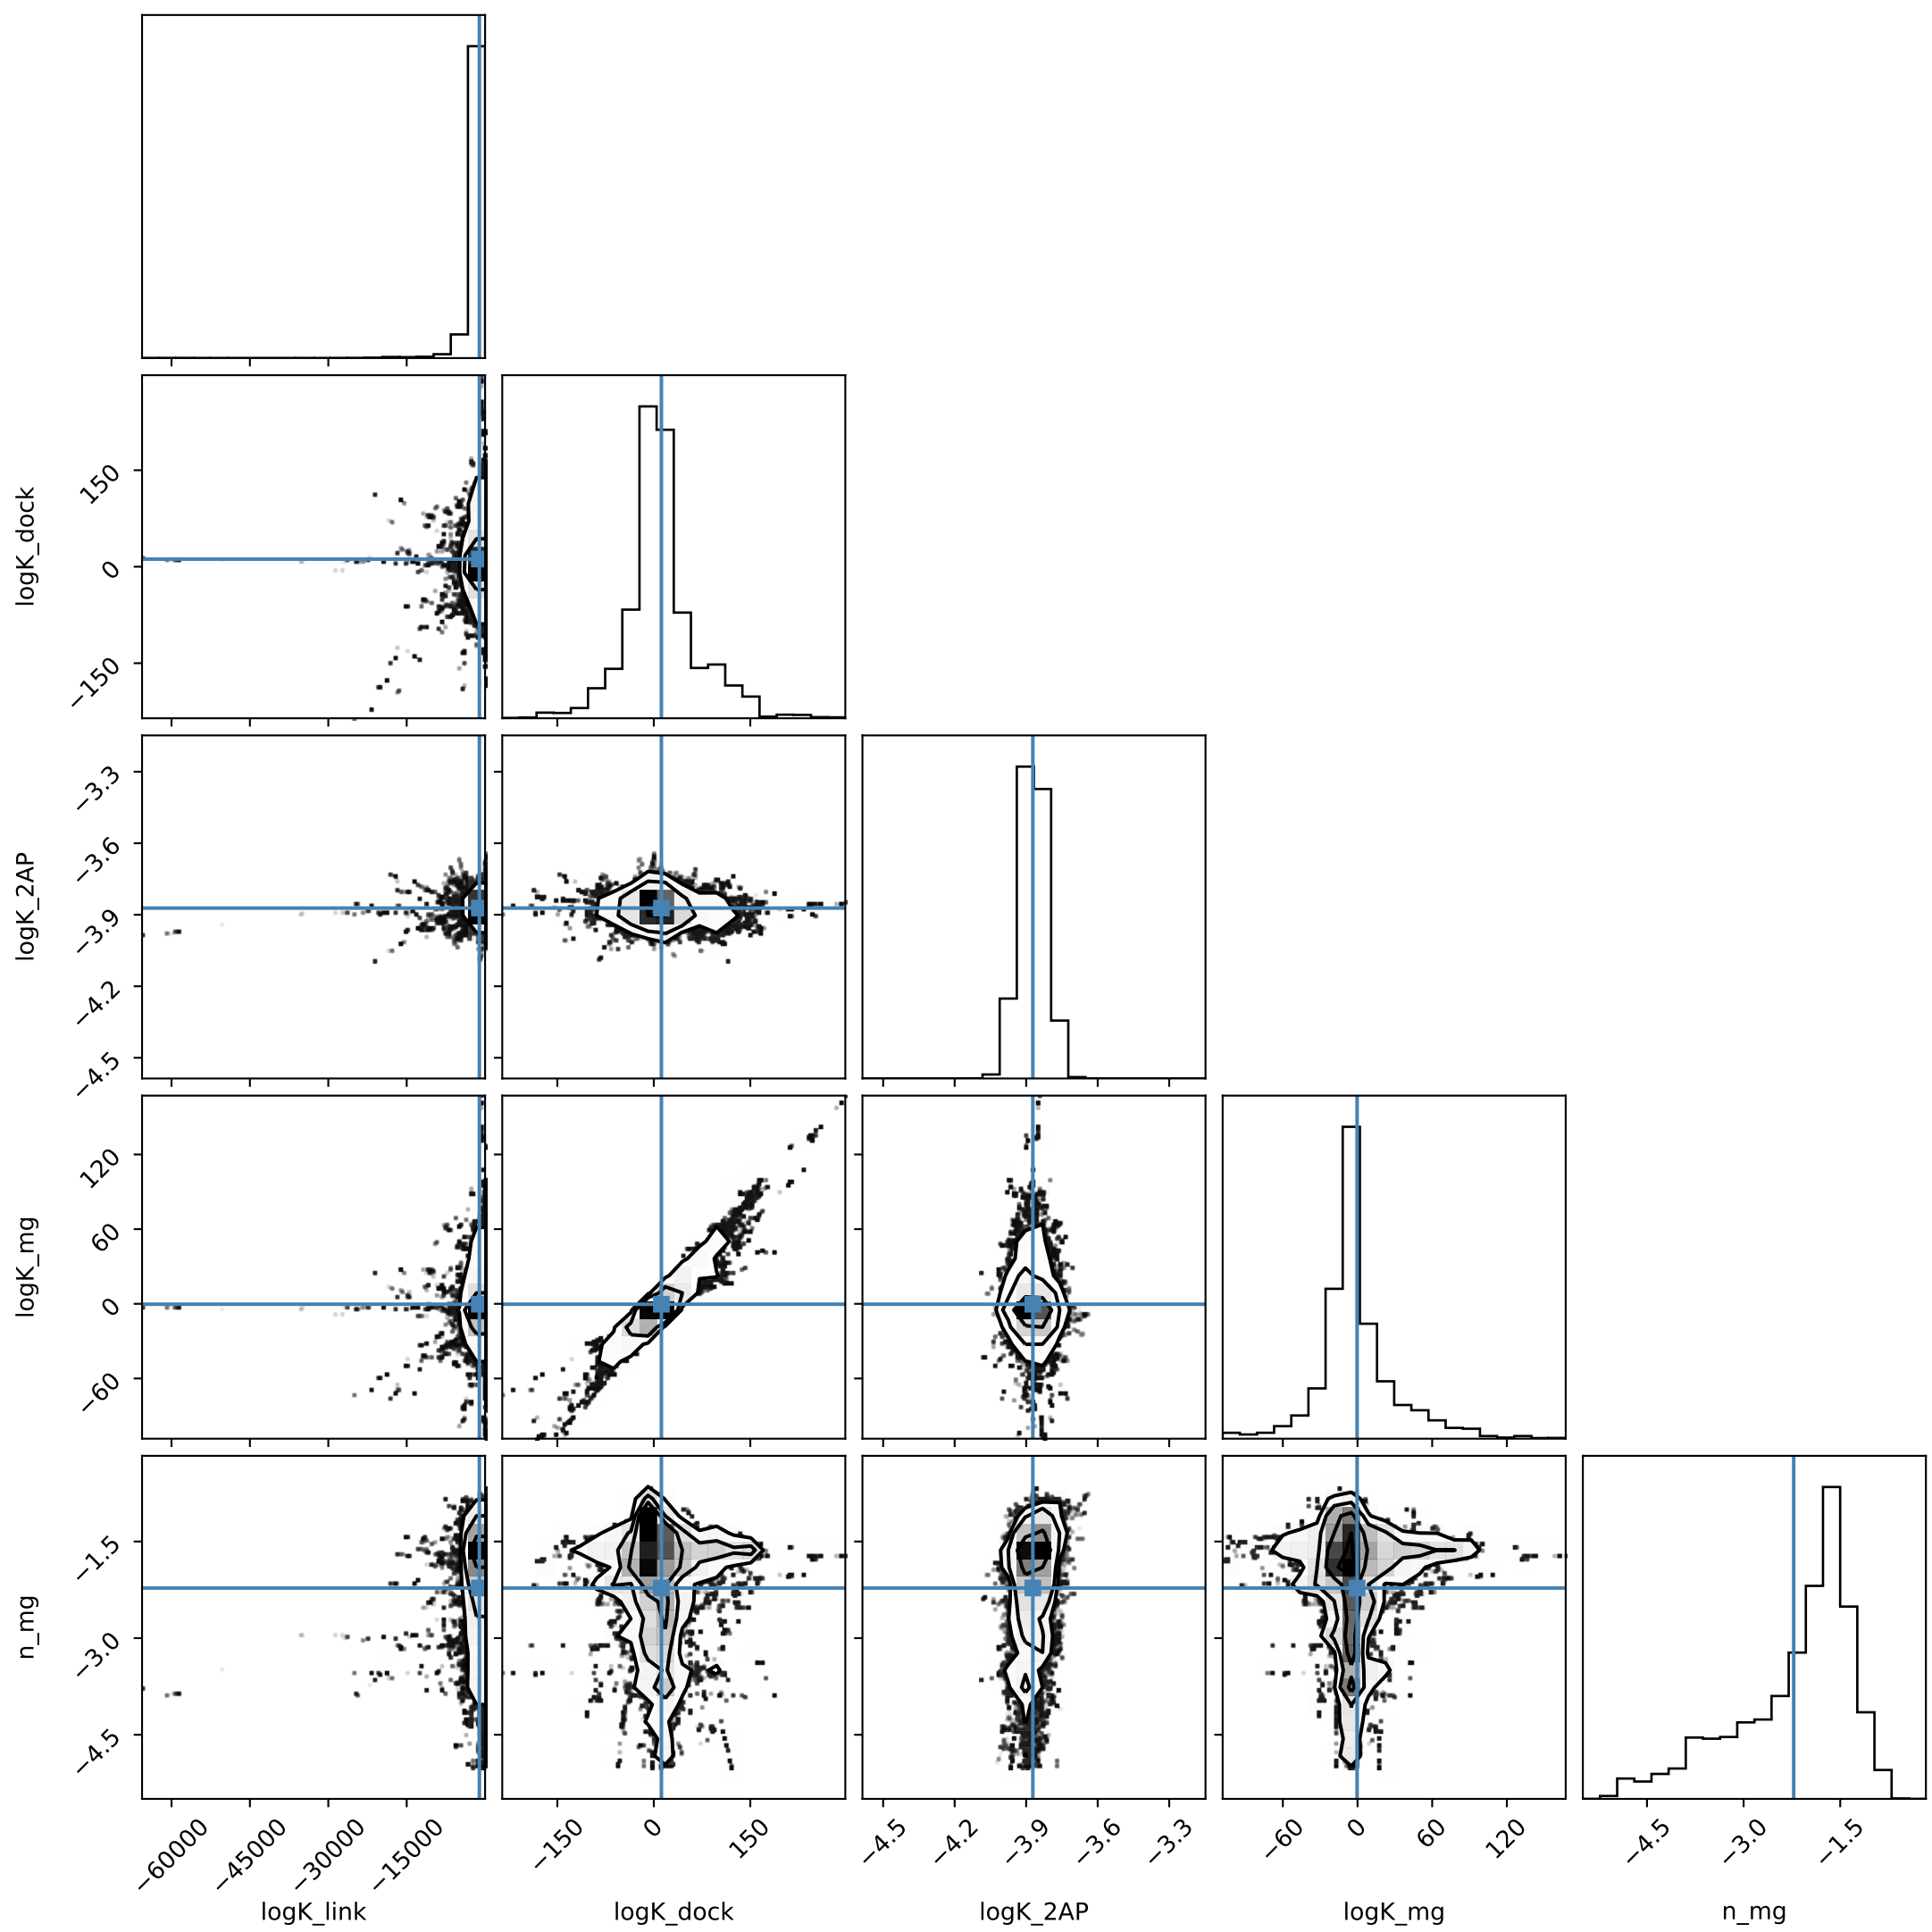 logK_dock
150
0
−150
logK_2AP
−3.3
−3.6
−3.9
−4.2
−4.5
logK_mg
120
60
0
−60
n_mg
−1.5
−3.0
−4.5
−60000 −45000 −30000 −15000 −150 0 150 −4.5 −4.2 −3.9 −3.6 −3.3 −60 0 60 120 −4.5 −3.0 −1.5
logK_link logK_dock logK_2AP logK_mg n_mg